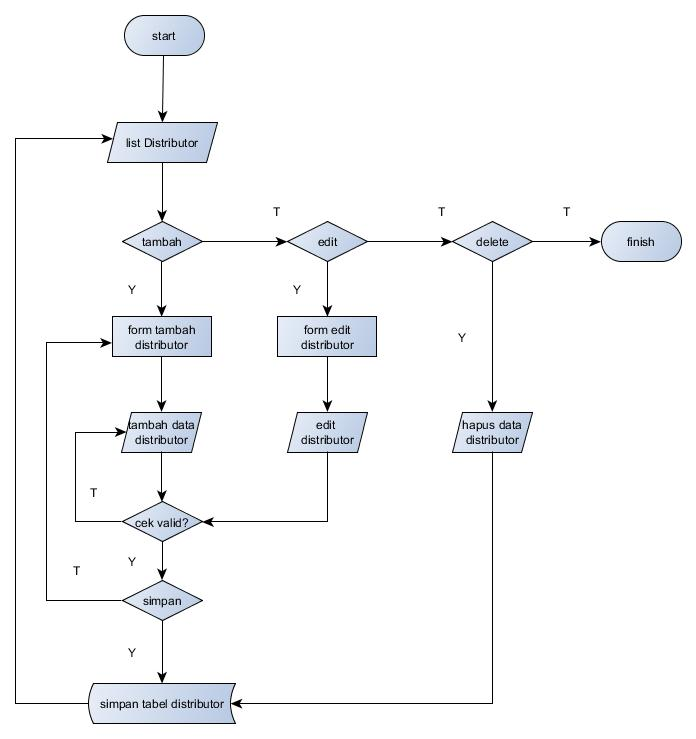 start
list Distributor
T
T
T
tambah
edit
delete
finish
Y
Y
form tambah
distributor
form edit
distributor
Y
tambah data
distributor
edit
distributor
hapus data
distributor
T
cek valid?
Y
T
simpan
Y
simpan tabel distributor